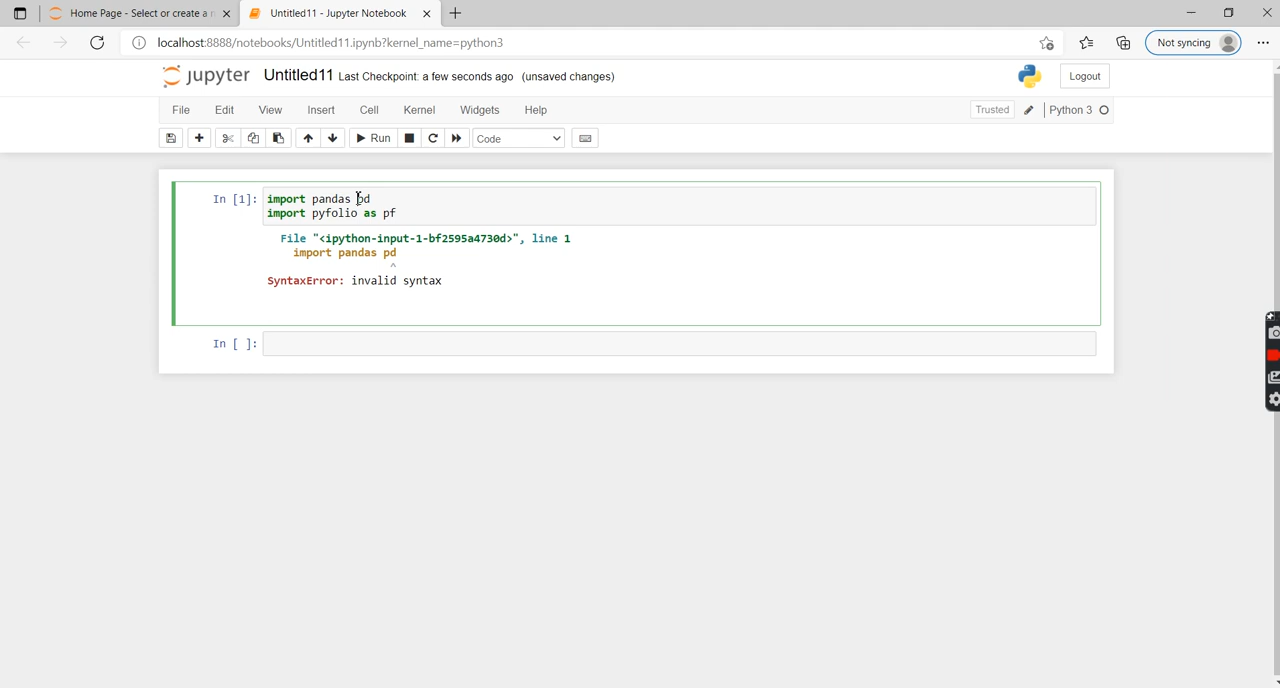 Home Page - Select or create a n
Untitled11 - Jupyter Notebook
localhost:8888/notebooks/Untitled11.ipynb?kernel_name=python3
Not syncing
jupyter Untitled11 Last Checkpoint: a few seconds ago (unsaved changes)
Logout
File Edit View Insert Cell Kernel Widgets Help
Trusted Python 3
Run Code
In [1]: import pandas pd
import pyfolio as pf
File "<ipython-input-1-bf2595a4730d>", line 1
import pandas pd
^
SyntaxError: invalid syntax
In [ ]: